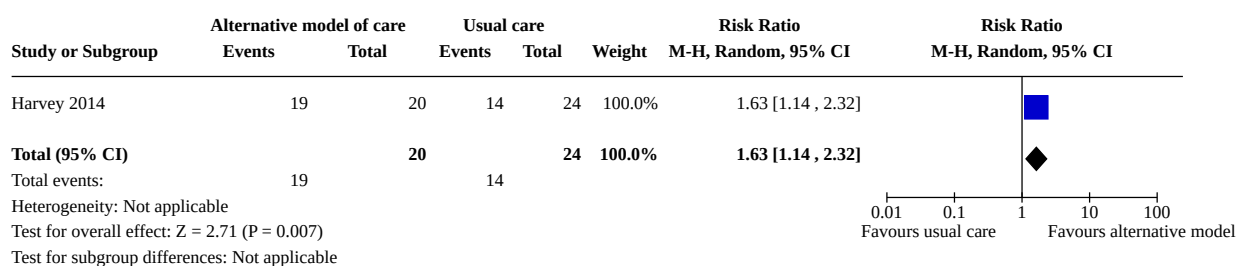 Alternative model of care Usual care Risk Ratio Risk Ratio
Study or Subgroup Events Total Events Total Weight M-H, Random, 95% CI M-H, Random, 95% CI
Harvey 2014 19 20 14 24 100.0% 1.63 [1.14 , 2.32]
Total (95% CI) 20 24 100.0% 1.63 [1.14 , 2.32]
Total events: 19 14
Heterogeneity: Not applicable 0.01 0.1 1 10 100
Test for overall effect: Z = 2.71 (P = 0.007) Favours usual care Favours alternative model
Test for subgroup differences: Not applicable